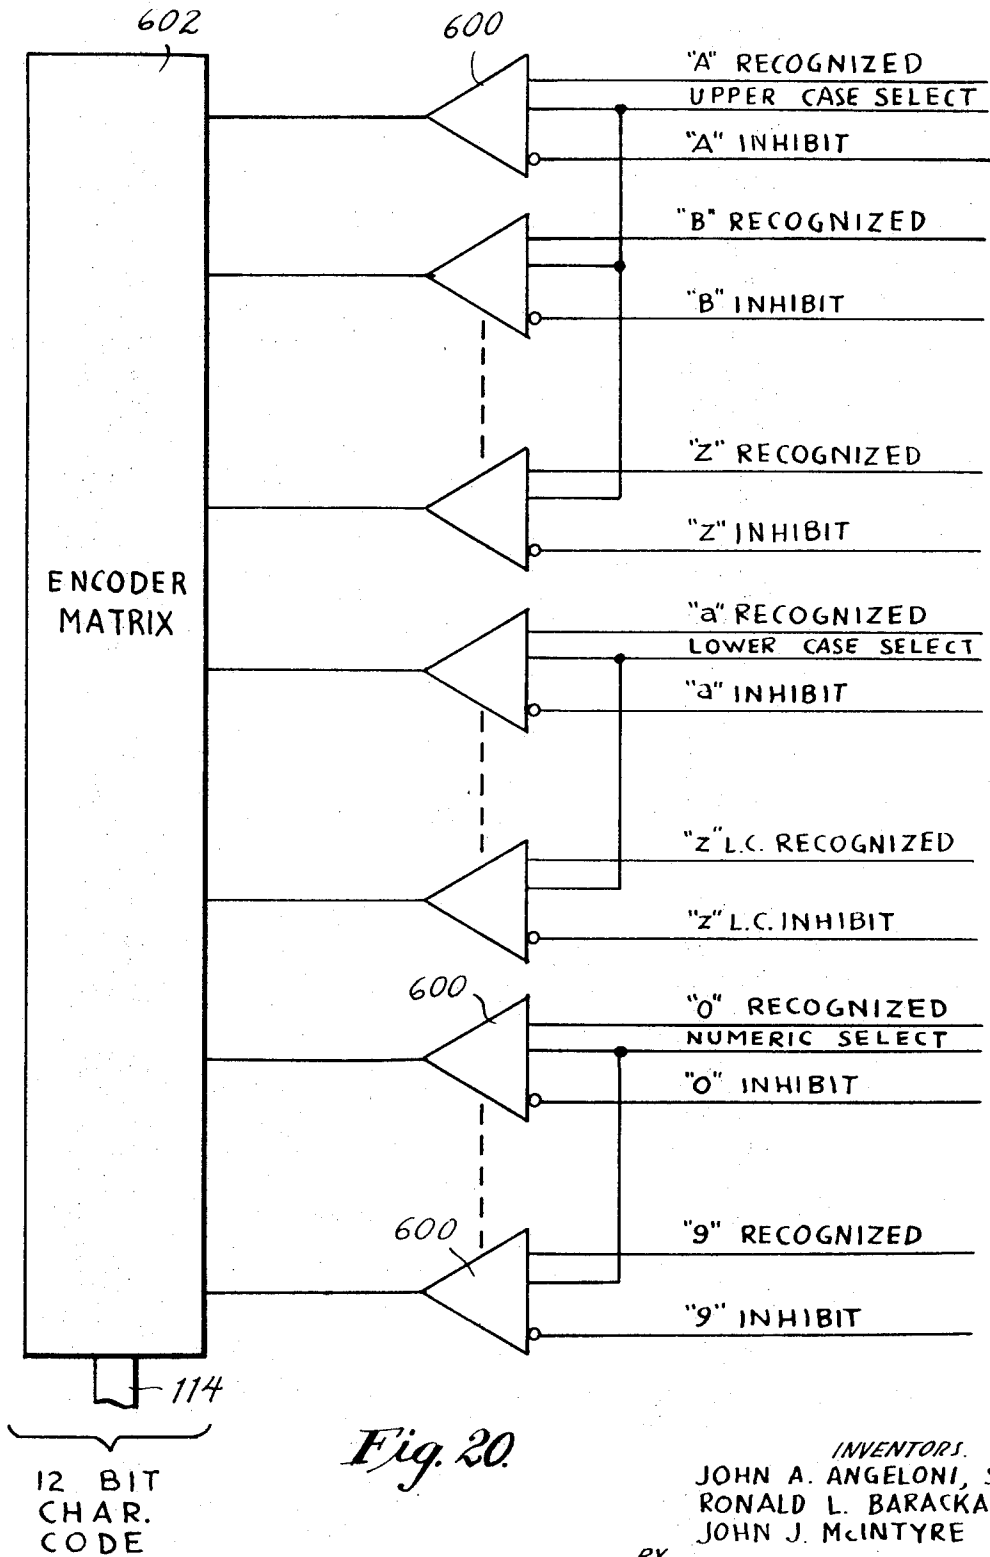 602
600
"A" RECOGNIZED
UPPER CASE SELECT
"A" INHIBIT
"B" RECOGNIZED
"B" INHIBIT
"Z" RECOGNIZED
"Z" INHIBIT
ENCODER
MATRIX
"a" RECOGNIZED
LOWER CASE SELECT
"a" INHIBIT
"z" L.C. RECOGNIZED
"z" L.C. INHIBIT
600
"0" RECOGNIZED
NUMERIC SELECT
"0" INHIBIT
600
"9" RECOGNIZED
"9" INHIBIT
114
12 BIT
CHAR.
CODE
Fig. 20.
INVENTORS.
JOHN A. ANGELONI,
RONALD L. BARACKA
JOHN J. McINTYRE